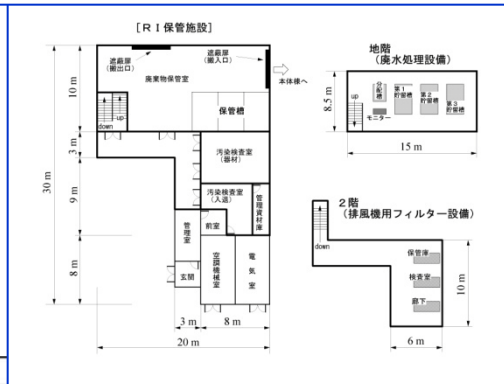 [ＲＩ保管施設]
遮蔽扉
(搬出口)
遮蔽扉
(搬入口)
本体棟へ
廃棄物保管室
保管槽
up
down
汚染検査室
(器材)
汚染検査室
(入退)
管理資材庫
管理室
前室
玄関
空調機械室
電気室
10 m
3 m
9 m
8 m
30 m
3 m
8 m
20 m
地階
(廃水処理設備)
up
分配槽
モニター
第１貯留槽
第２貯留槽
第３貯留槽
8.5 m
15 m
２階
(排風機用フィルター設備)
down
保管庫
検査室
廊下
10 m
6 m